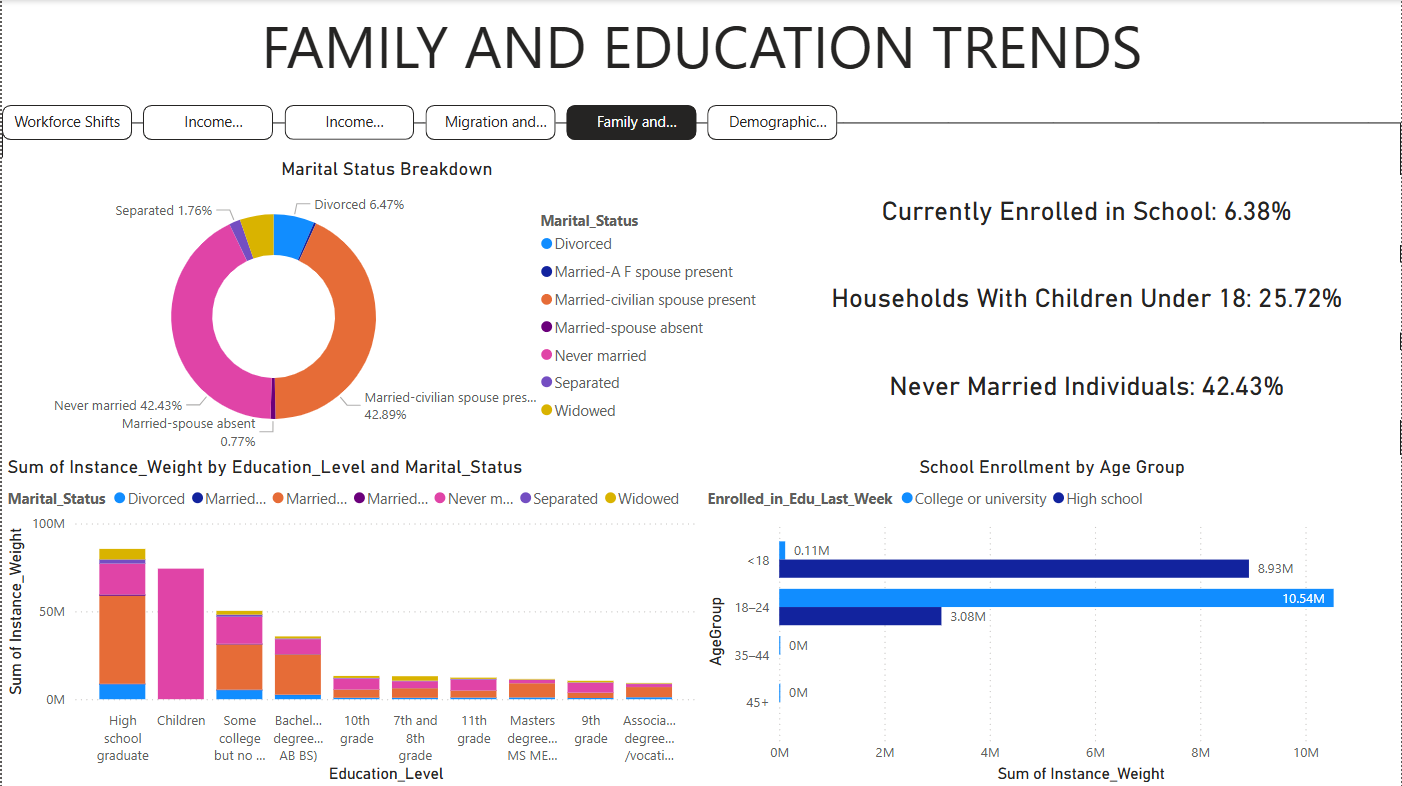 FAMILY AND EDUCATION TRENDS
Workforce Shifts
Income...
Income...
Migration and...
Family and...
Demographic...
Marital Status Breakdown
Separated 1.76%
Divorced 6.47%
Never married 42.43%
Married-spouse absent
0.77%
Married-civilian spouse pres...
42.89%
Marital_Status
Divorced
Married-A F spouse present
Married-civilian spouse present
Married-spouse absent
Never married
Separated
Widowed
Currently Enrolled in School: 6.38%
Households With Children Under 18: 25.72%
Never Married Individuals: 42.43%
Sum of Instance_Weight by Education_Level and Marital_Status
Marital_Status Divorced Married... Married... Married... Never m... Separated Widowed
Sum of Instance_Weight
100M
50M
0M
High
school
graduate
Children
Some
college
but no ...
Bachel...
degree...
AB BS)
10th
grade
7th and
8th
grade
11th
grade
Masters
degree...
MS ME...
9th
grade
Associa...
degree...
/vocati...
Education_Level
School Enrollment by Age Group
Enrolled_in_Edu_Last_Week College or university High school
AgeGroup
<18
0.11M
8.93M
18–24
10.54M
3.08M
35–44
0M
45+
0M
0M 2M 4M 6M 8M 10M
Sum of Instance_Weight